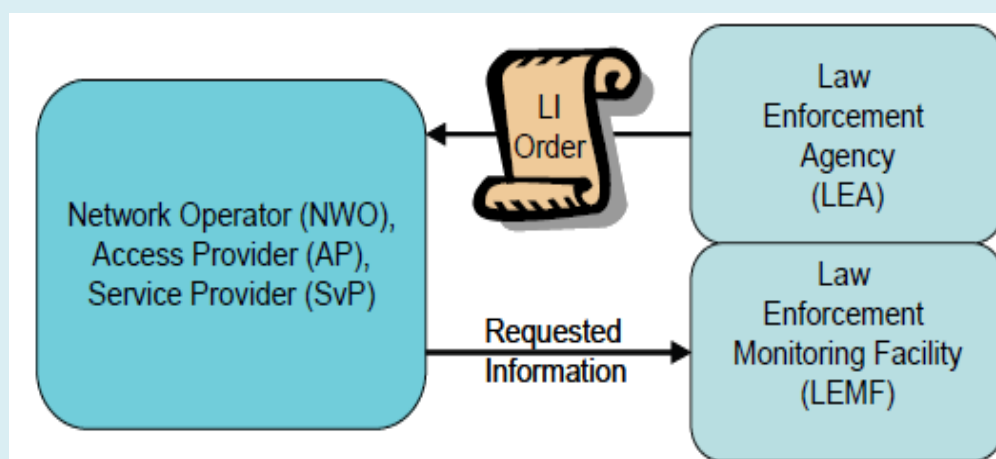 Network Operator (NWO),
Access Provider (AP),
Service Provider (SvP)
LI
Order
Law
Enforcement
Agency
(LEA)
Requested
Information
Law
Enforcement
Monitoring Facility
(LEMF)